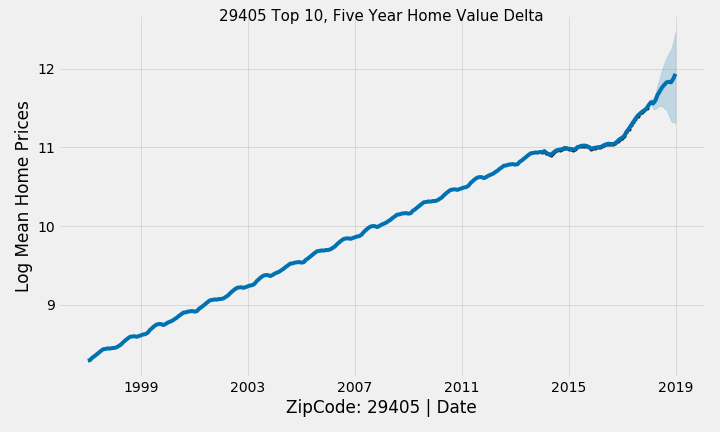 29405 Top 10, Five Year Home Value Delta
Log Mean Home Prices
12
11
10
9
1999 2003 2007 2011 2015 2019
ZipCode: 29405 | Date